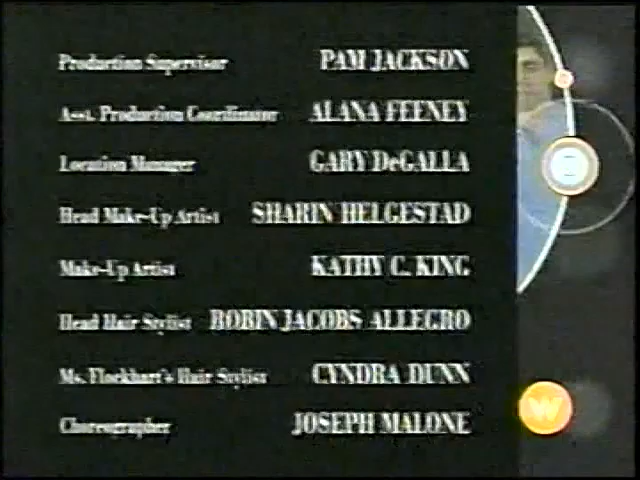 Production Supervisor PAM JACKSON
Asst. Production Coordinator ALANA FEENEY
Location Manager GARY DeGALLA
Head Make-Up Artist SHARIN HELGESTAD
Make-Up Artist KATHY C. KING
Head Hair Stylist ROBIN JACOBS ALLEGRO
Ms. Flockhart's Hair Stylist CYNDRA DUNN
Choreographer JOSEPH MALONE
W